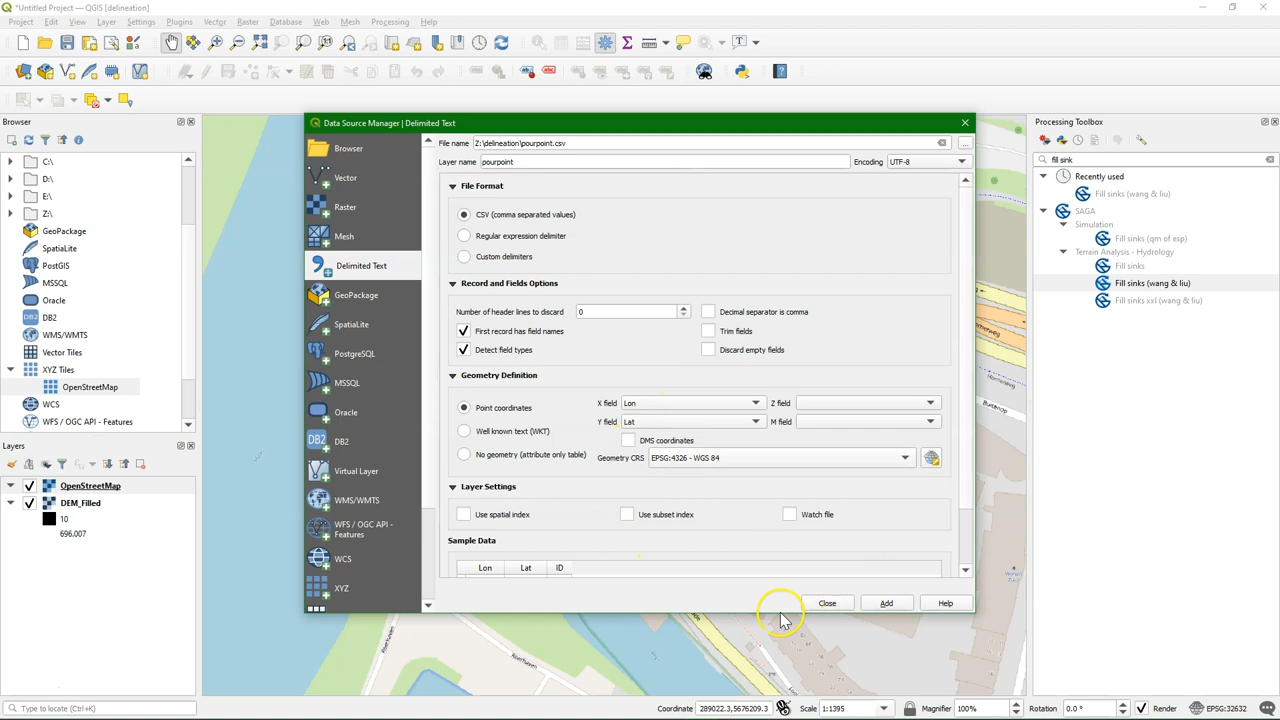 *Untitled Project — QGIS [delineation]
Project Edit View Layer Settings Plugins Vector Raster Database Web Mesh Processing Help
Browser
C:\
D:\
E:\
Z:\
GeoPackage
SpatiaLite
PostGIS
MSSQL
Oracle
DB2
WMS/WMTS
Vector Tiles
XYZ Tiles
OpenStreetMap
WCS
WFS / OGC API - Features
Layers
OpenStreetMap
DEM_Filled
10
696.007
Data Source Manager | Delimited Text
Browser
Vector
Raster
Mesh
Delimited Text
GeoPackage
SpatiaLite
PostgreSQL
MSSQL
Oracle
DB2
Virtual Layer
WMS/WMTS
WFS / OGC API -
Features
WCS
XYZ
File name Z:\delineation\pourpoint.csv ...
Layer name pourpoint Encoding UTF-8
File Format
CSV (comma separated values)
Regular expression delimiter
Custom delimiters
Record and Fields Options
Number of header lines to discard 0 Decimal separator is comma
First record has field names Trim fields
Detect field types Discard empty fields
Geometry Definition
Point coordinates X field Lon Z field
Y field Lat M field
Well known text (WKT)
DMS coordinates
No geometry (attribute only table) Geometry CRS EPSG:4326 - WGS 84
Layer Settings
Use spatial index Use subset index Watch file
Sample Data
Lon Lat ID
Close Add Help
Processing Toolbox
fill sink
Recently used
Fill sinks (wang & liu)
SAGA
Simulation
Fill sinks (qm of esp)
Terrain Analysis - Hydrology
Fill sinks
Fill sinks (wang & liu)
Fill sinks xxl (wang & liu)
Type to locate (Ctrl+K)
Coordinate 289022.3,5676209.3 Scale 1:1395 Magnifier 100% Rotation 0.0 ° Render EPSG:32632